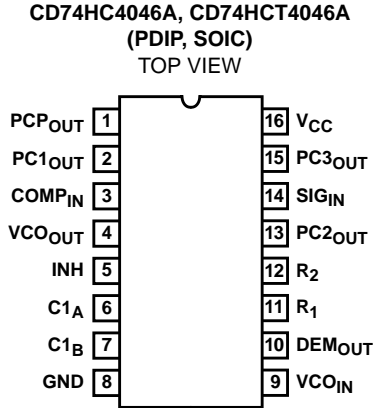 CD74HC4046A, CD74HCT4046A
(PDIP, SOIC)
TOP VIEW
PCPOUT 1
PC1OUT 2
COMPIN 3
VCOOUT 4
INH 5
C1A 6
C1B 7
GND 8
16 VCC
15 PC3OUT
14 SIGIN
13 PC2OUT
12 R2
11 R1
10 DEMOUT
9 VCOIN